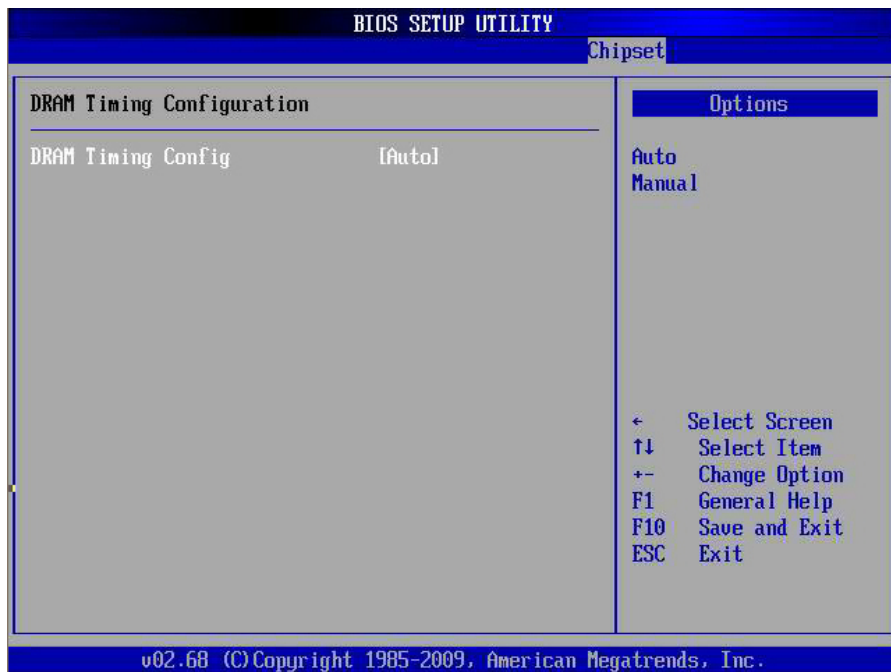 BIOS SETUP UTILITY
Chipset
DRAM Timing Configuration
DRAM Timing Config [Auto]
Options
Auto
Manual
← Select Screen
↑↓ Select Item
+- Change Option
F1 General Help
F10 Save and Exit
ESC Exit
v02.68 (C)Copyright 1985-2009, American Megatrends, Inc.